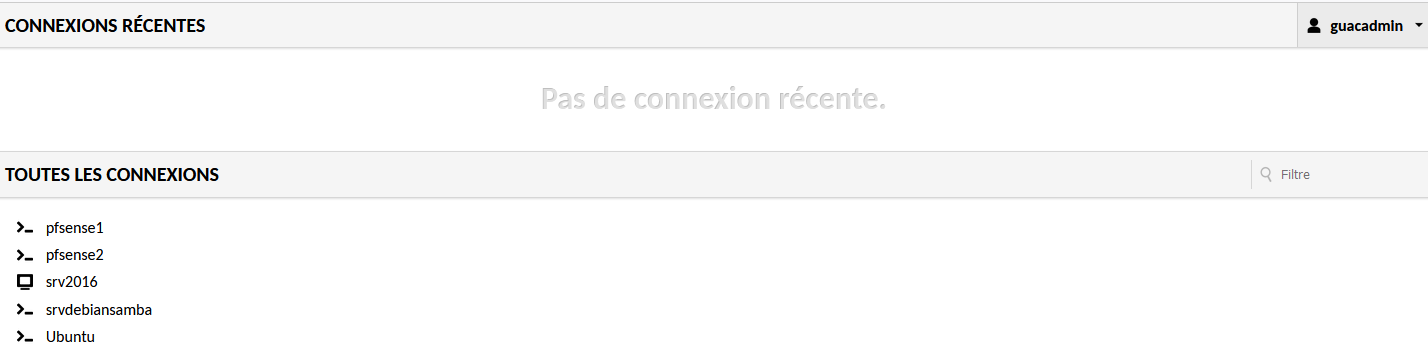 CONNEXIONS RÉCENTES
guacadmin
Pas de connexion récente.
TOUTES LES CONNEXIONS
Filtre
pfsense1
pfsense2
srv2016
srvdebiansamba
Ubuntu